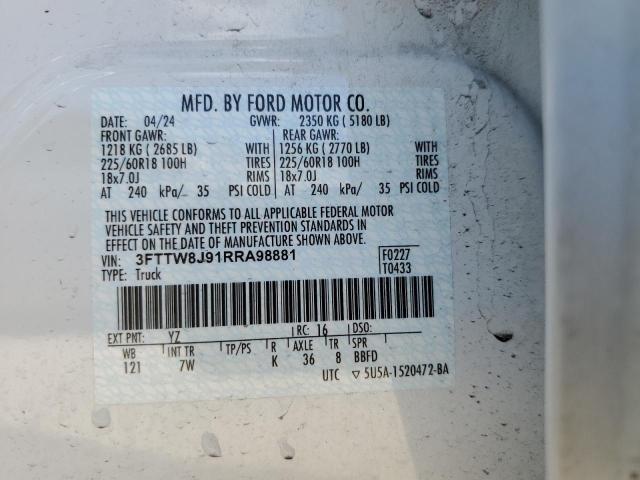 MFD. BY FORD MOTOR CO.
DATE: 04/24 GVWR: 2350 KG ( 5180 LB)
FRONT GAWR: REAR GAWR:
1218 KG ( 2685 LB) WITH 1256 KG ( 2770 LB) WITH
225/60R18 100H TIRES 225/60R18 100H TIRES
18x7.0J RIMS 18x7.0J RIMS
AT 240 kPa/ 35 PSI COLD AT 240 kPa/ 35 PSI COLD
THIS VEHICLE CONFORMS TO ALL APPLICABLE FEDERAL MOTOR
VEHICLE SAFETY AND THEFT PREVENTION STANDARDS IN
EFFECT ON THE DATE OF MANUFACTURE SHOWN ABOVE.
VIN: 3FTTW8J91RRA98881 F0227
TYPE: Truck T0433
EXT PNT: YZ RC: 16 DSO:
WB INT TR TP/PS R AXLE TR SPR
121 7W K 36 8 BBFD
UTC ▽ 5U5A-1520472-BA